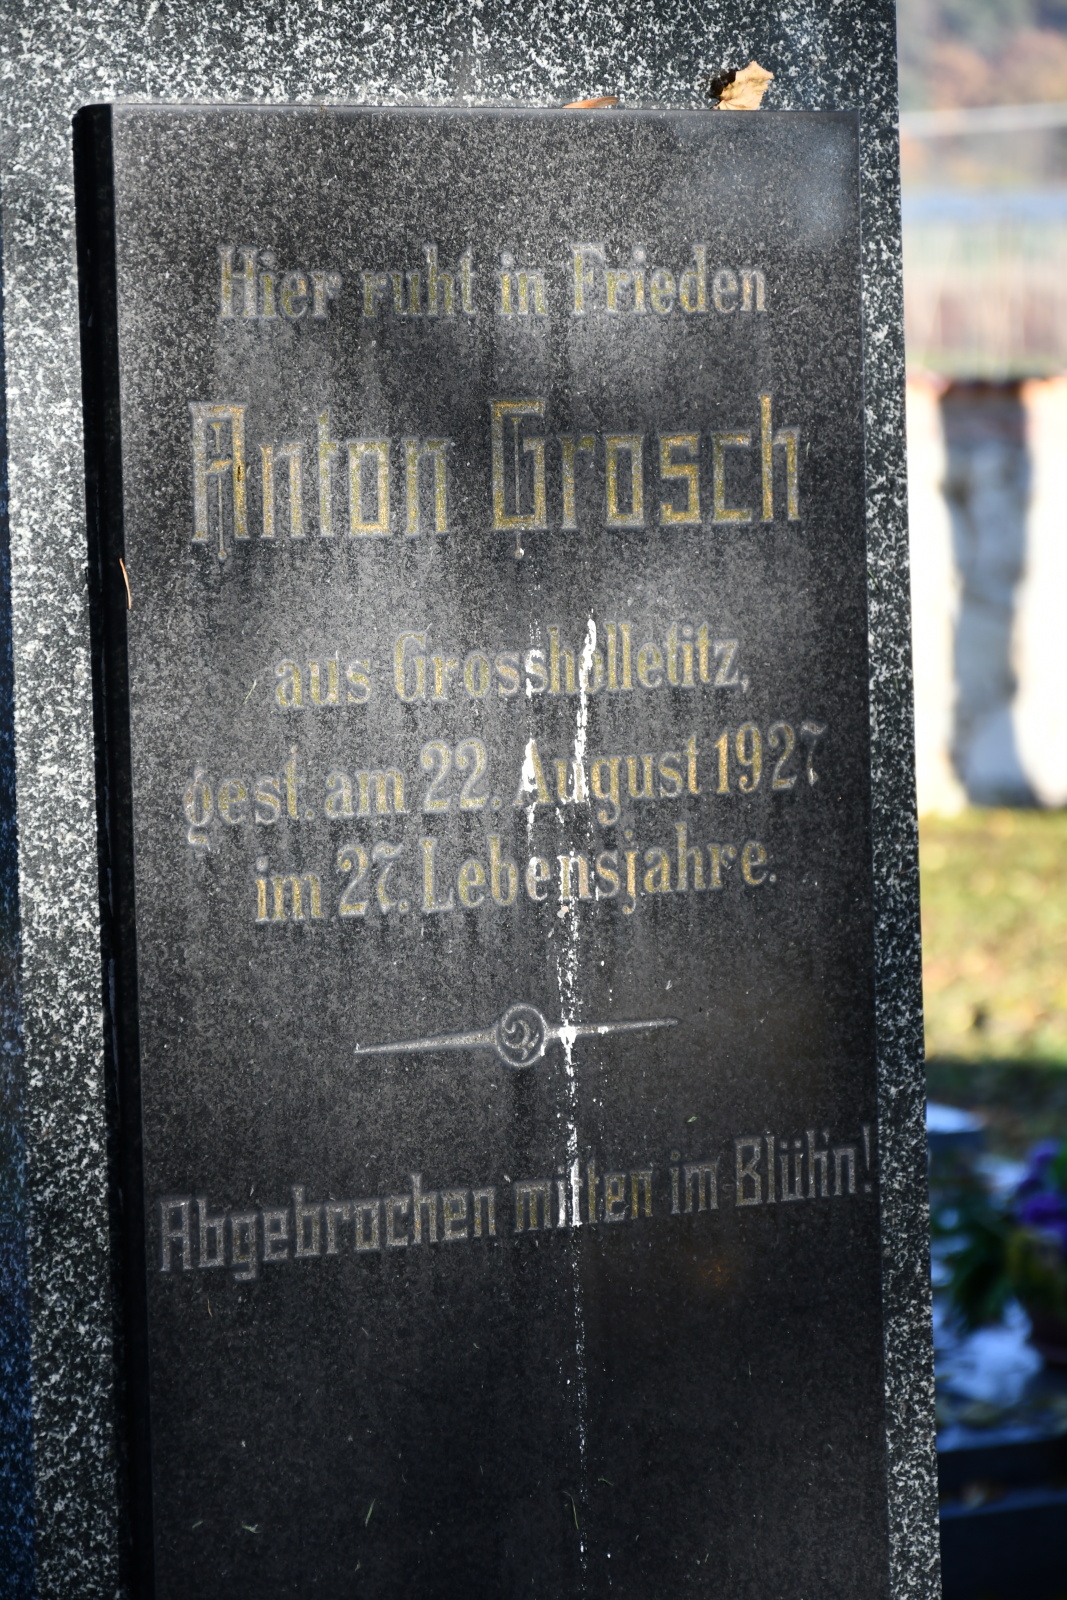 Hier ruht in Frieden
Anton Grosch
aus Grossholletitz,
gest. am 22. August 1927
im 27. Lebensjahre.
Abgebrochen mitten im Blüh'n!